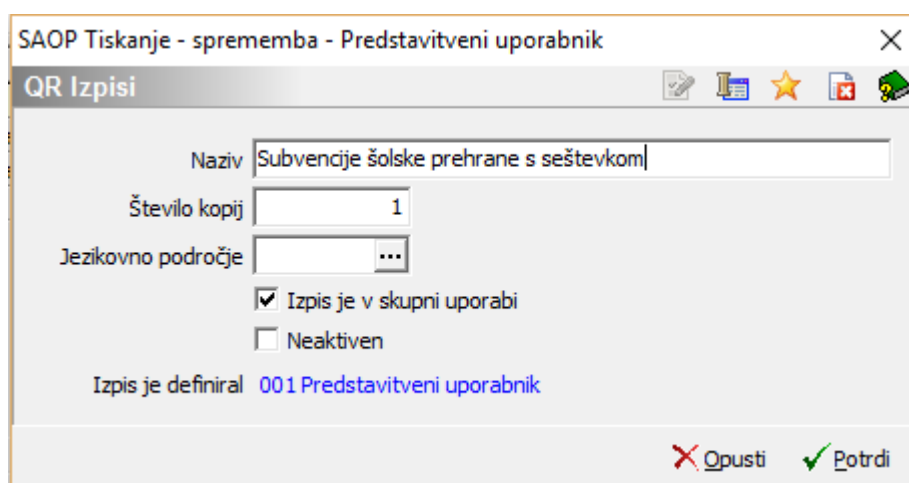 SAOP Tiskanje - sprememba - Predstavitveni uporabnik
QR Izpisi
Naziv Subvencije šolske prehrane s seštevkom
Število kopij 1
Jezikovno področje ...
Izpis je v skupni uporabi
Neaktiven
Izpis je definiral 001 Predstavitveni uporabnik
Opusti Potrdi